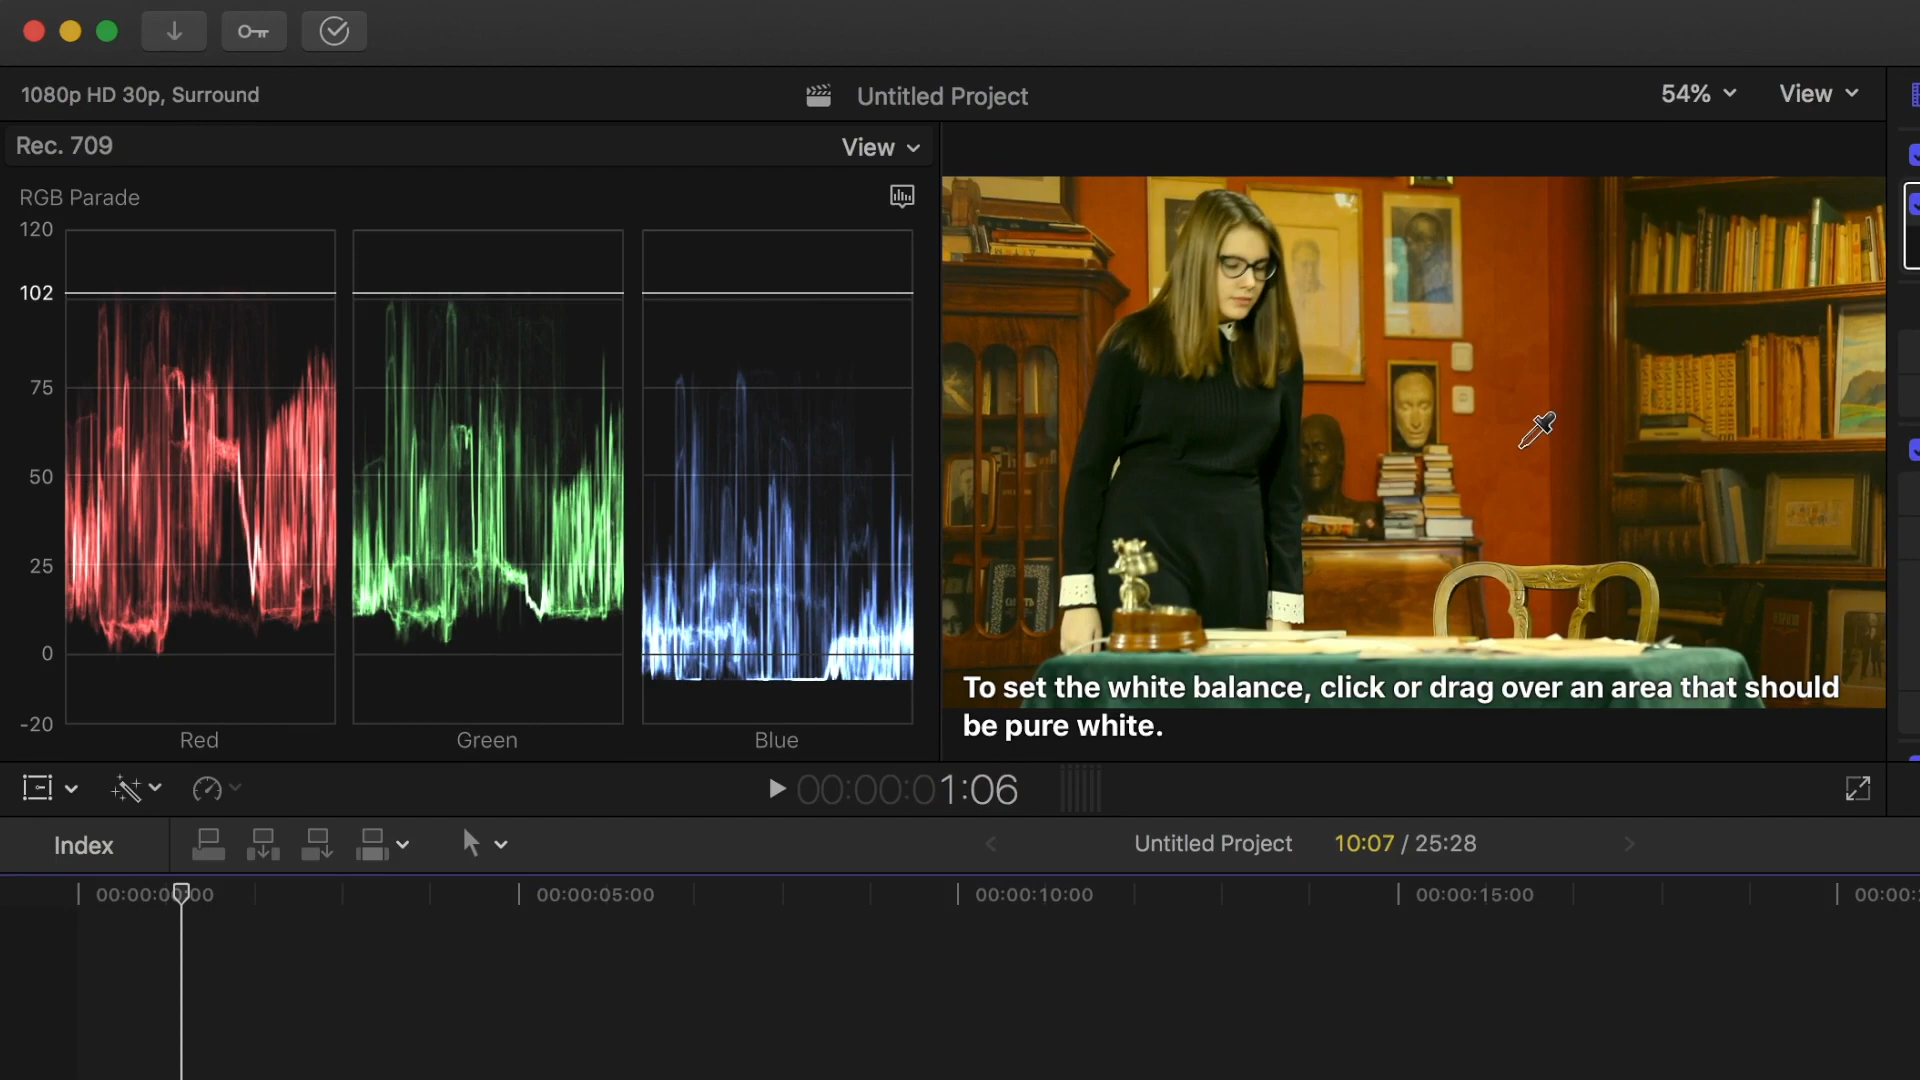 1080p HD 30p, Surround
Untitled Project
54%
View
Rec. 709
View
RGB Parade
120
102
75
50
25
0
-20
Red
Green
Blue
To set the white balance, click or drag over an area that should
be pure white.
00:00:01:06
Index
Untitled Project
10:07 / 25:28
00:00:00:00
00:00:05:00
00:00:10:00
00:00:15:00
00:00: